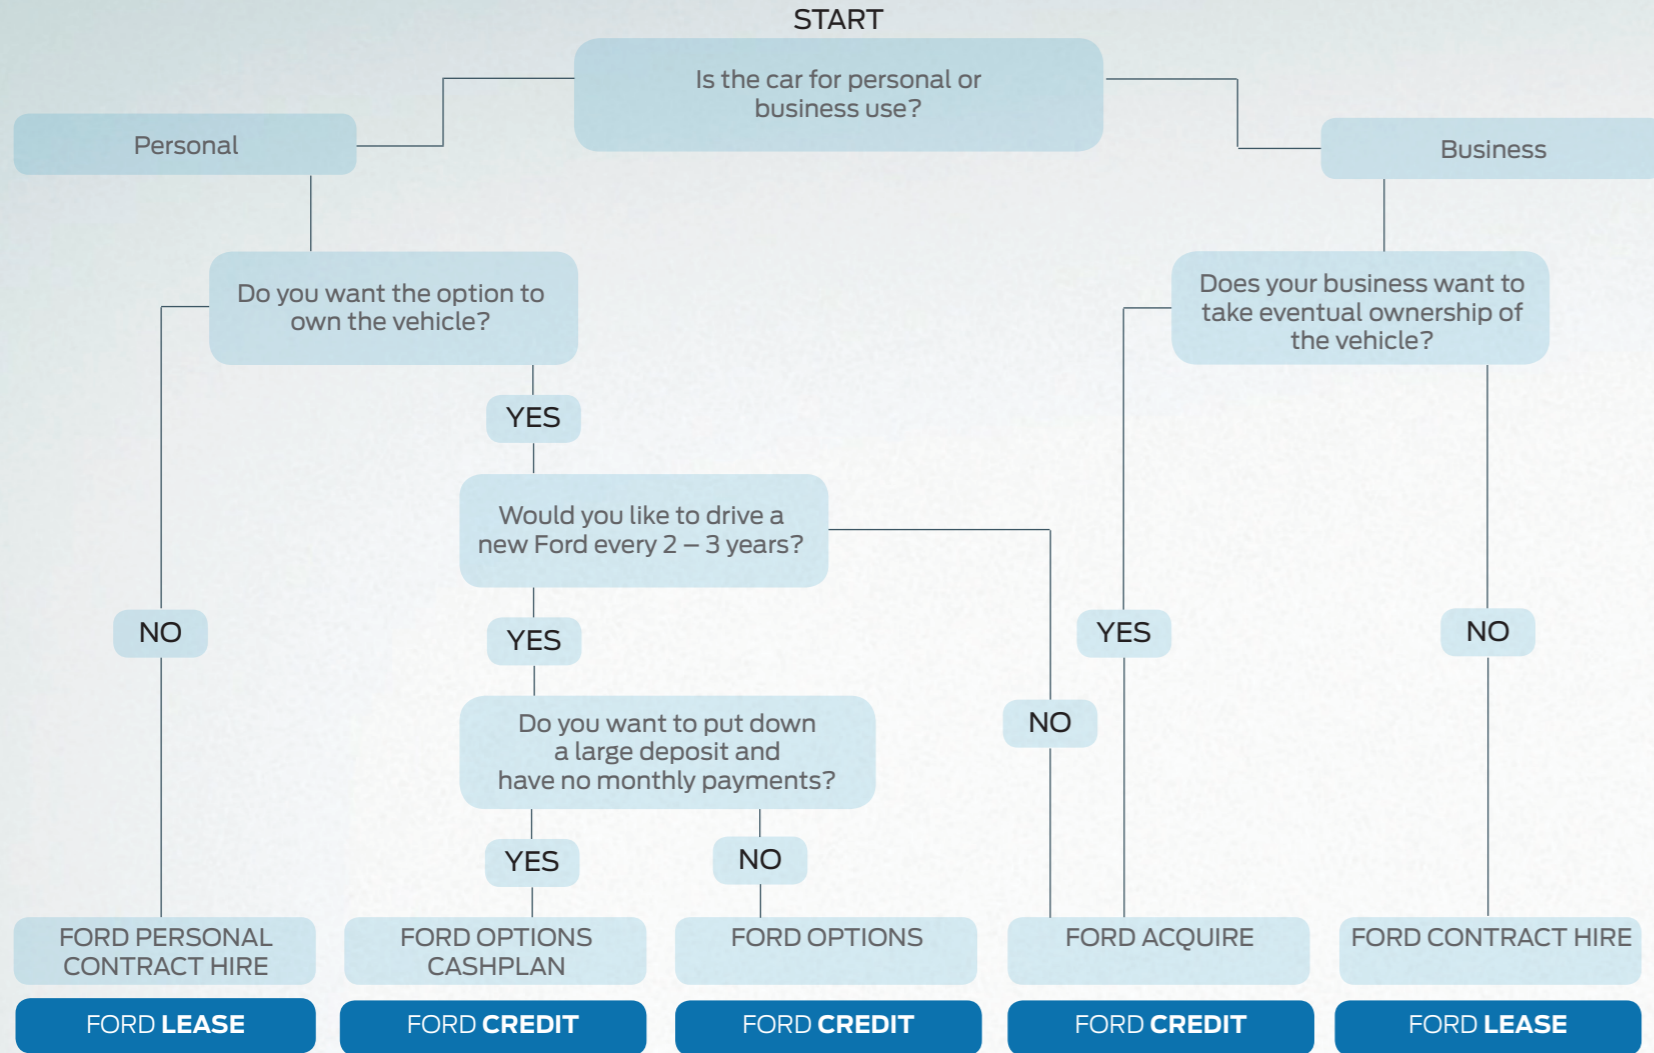 START
Is the car for personal or
business use?
Personal
Business
Do you want the option to
own the vehicle?
Does your business want to
take eventual ownership of
the vehicle?
YES
Would you like to drive a
new Ford every 2 – 3 years?
NO
YES
YES
NO
Do you want to put down
a large deposit and
have no monthly payments?
NO
YES
NO
FORD PERSONAL
CONTRACT HIRE
FORD OPTIONS
CASHPLAN
FORD OPTIONS
FORD ACQUIRE
FORD CONTRACT HIRE
FORD LEASE
FORD CREDIT
FORD CREDIT
FORD CREDIT
FORD LEASE